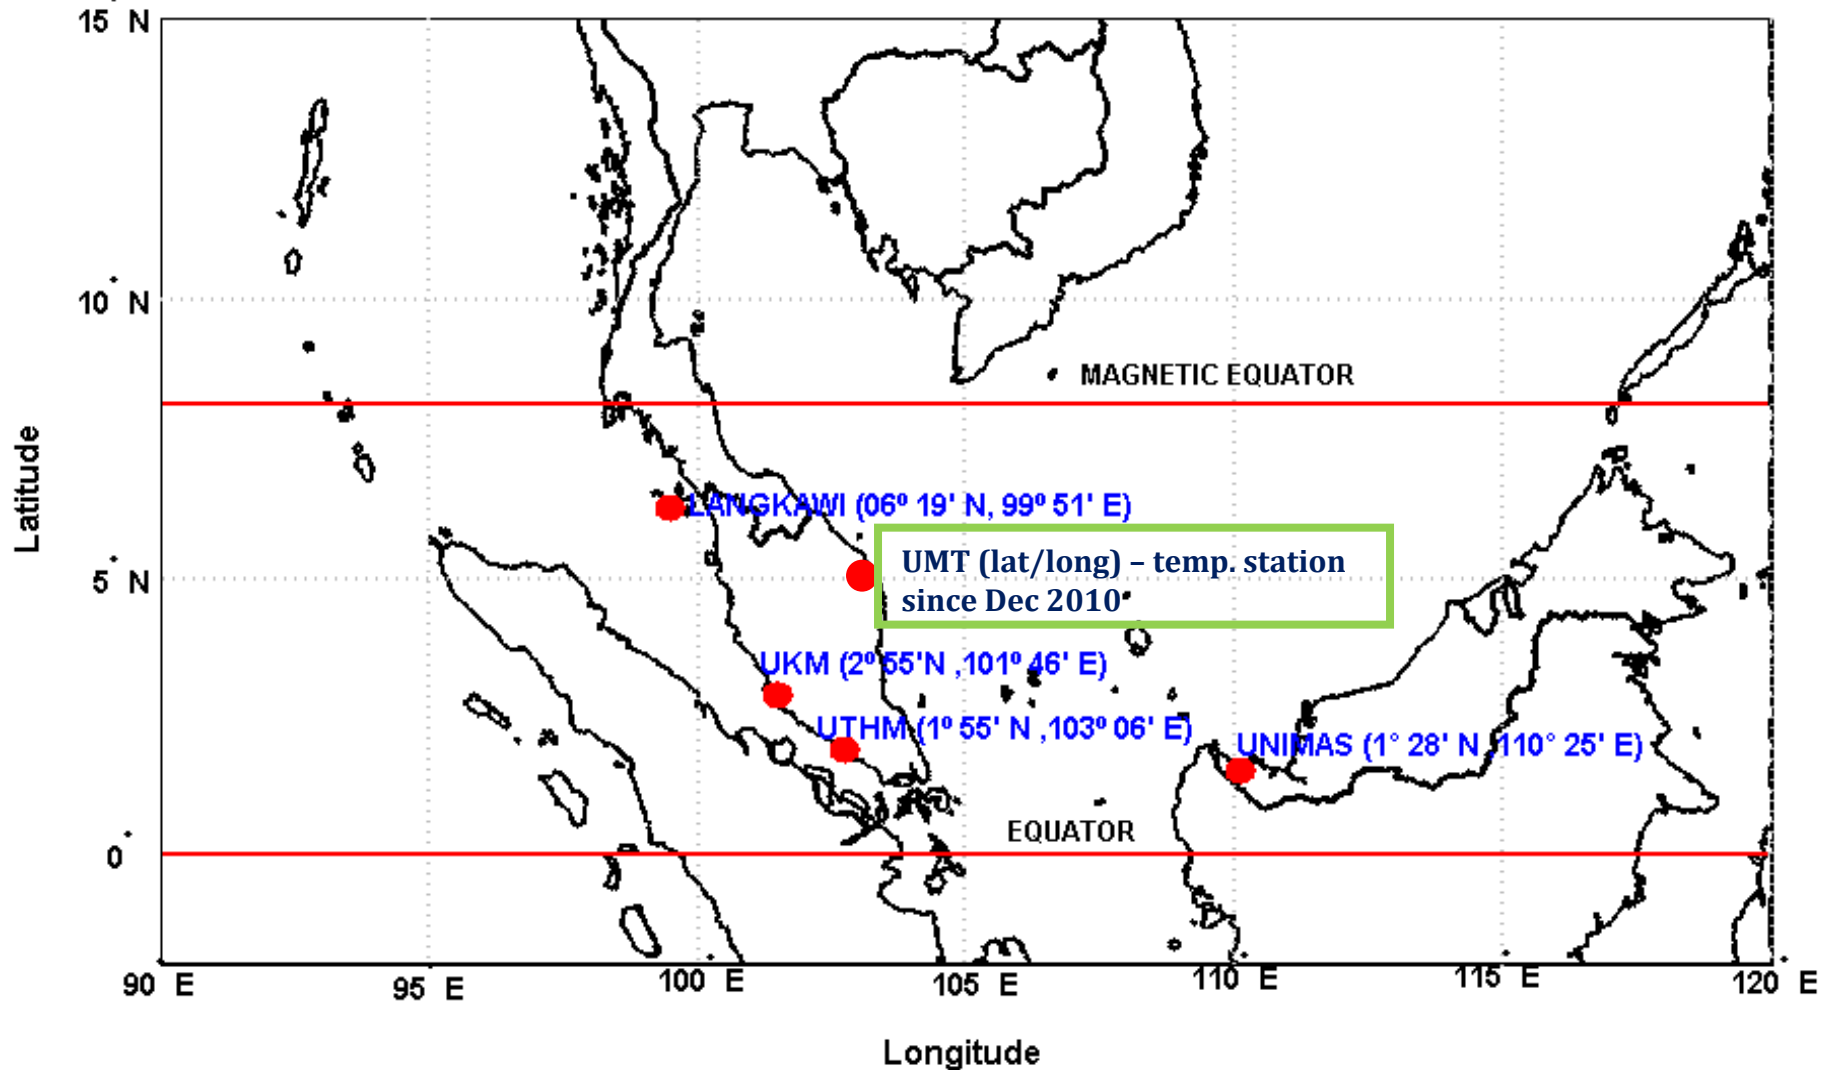 15° N
10° N
MAGNETIC EQUATOR
Latitude
LANGKAWI (06º 19' N, 99º 51' E)
UMT (lat/long) – temp. station
since Dec 2010
5° N
UKM (2º 55'N ,101º 46' E)
UTHM (1º 55' N ,103º 06' E)
UNIMAS (1° 28' N ,110° 25' E)
EQUATOR
0°
90 E 95 E 100 E 105 E 110 E 115 E 120 E
Longitude